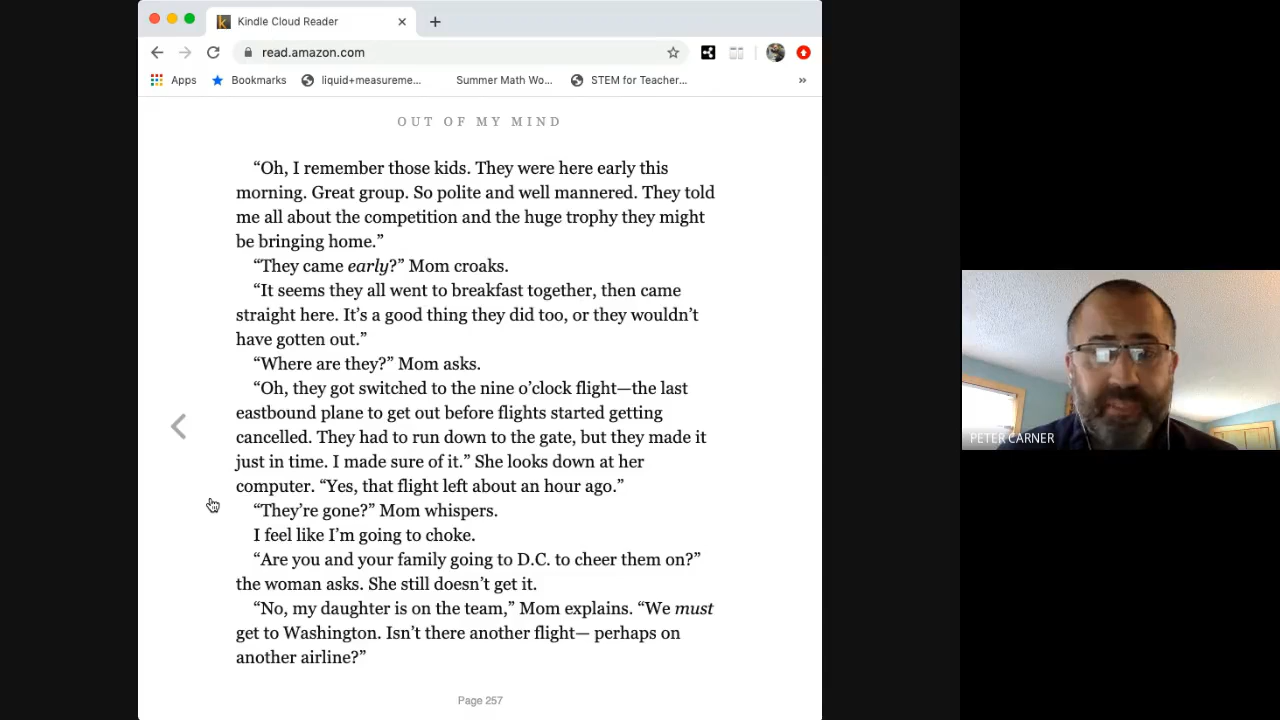 Kindle Cloud Reader
read.amazon.com
Apps Bookmarks liquid+measureme... Summer Math Wo... STEM for Teacher... »
OUT OF MY MIND
“Oh, I remember those kids. They were here early this
morning. Great group. So polite and well mannered. They told
me all about the competition and the huge trophy they might
be bringing home.”
“They came early?” Mom croaks.
“It seems they all went to breakfast together, then came
straight here. It’s a good thing they did too, or they wouldn’t
have gotten out.”
“Where are they?” Mom asks.
“Oh, they got switched to the nine o’clock flight—the last
eastbound plane to get out before flights started getting
cancelled. They had to run down to the gate, but they made it
just in time. I made sure of it.” She looks down at her
computer. “Yes, that flight left about an hour ago.”
“They’re gone?” Mom whispers.
I feel like I’m going to choke.
“Are you and your family going to D.C. to cheer them on?”
the woman asks. She still doesn’t get it.
“No, my daughter is on the team,” Mom explains. “We must
get to Washington. Isn’t there another flight— perhaps on
another airline?”
Page 257
PETER CARNER